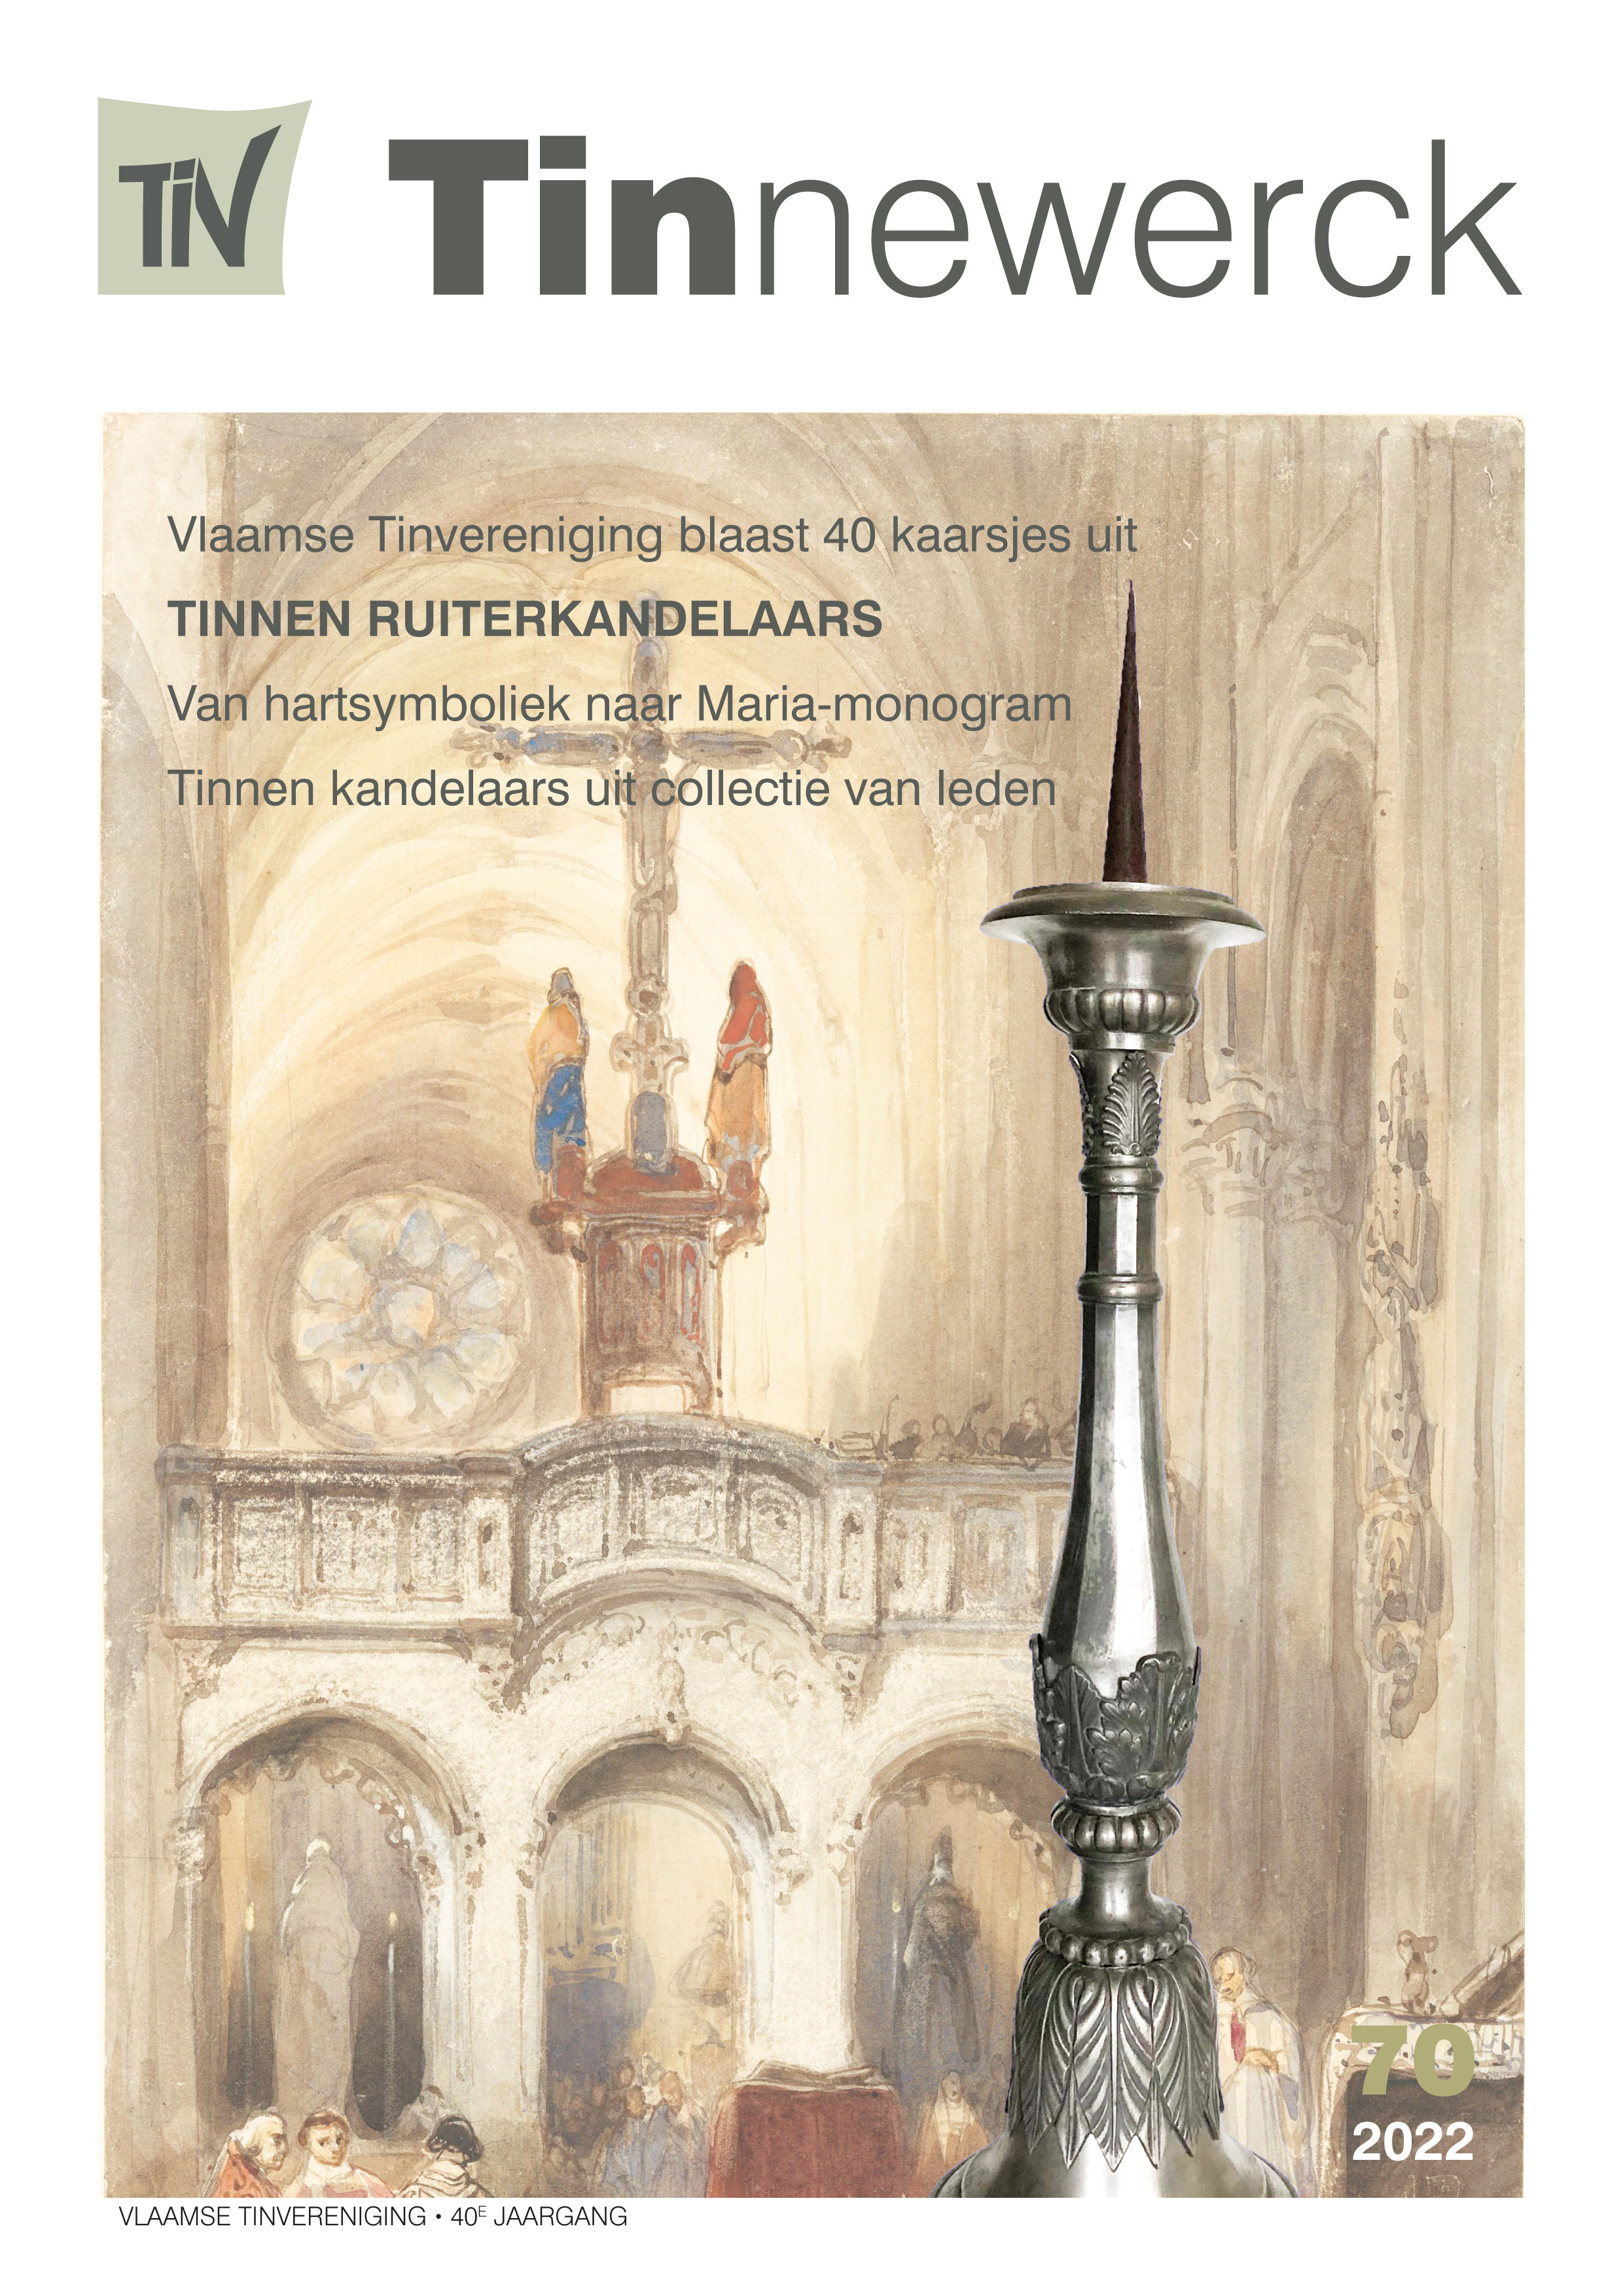 TiN
Tinnewerck
Vlaamse Tinvereniging blaast 40 kaarsjes uit
TINNEN RUITERKANDELAARS
Van hartsymboliek naar Maria-monogram
Tinnen kandelaars uit collectie van leden
70
2022
VLAAMSE TINVERENIGING • 40E JAARGANG